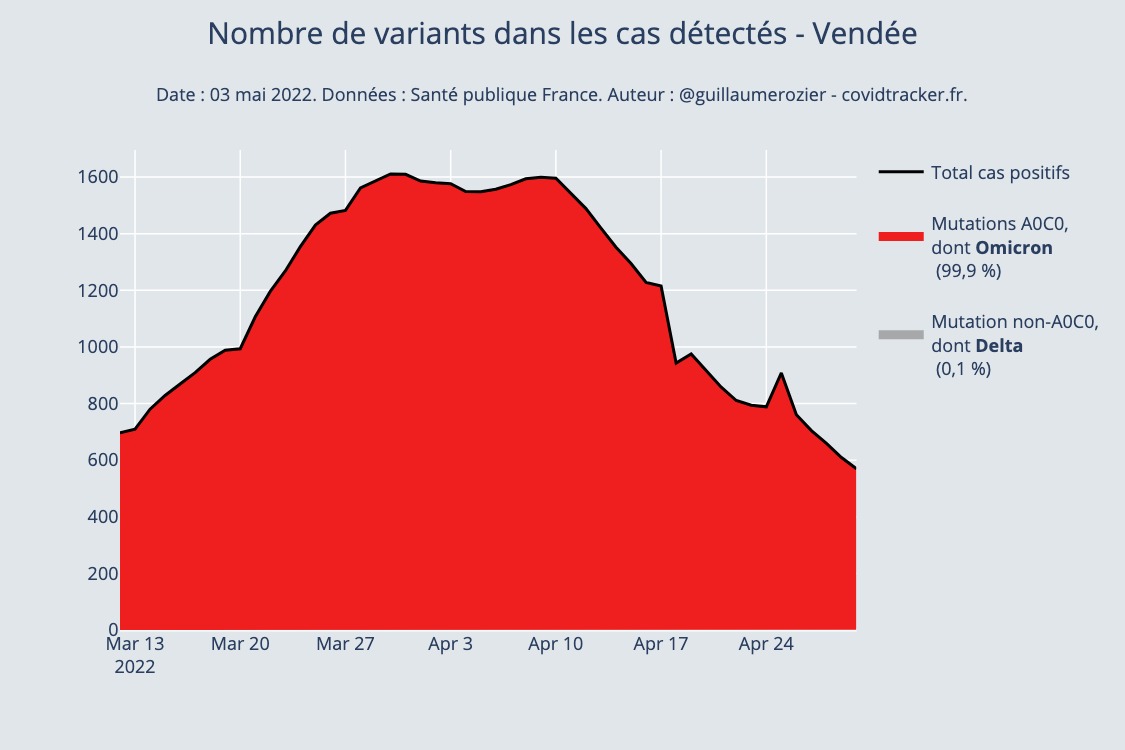 Nombre de variants dans les cas détectés - Vendée
Date : 03 mai 2022. Données : Santé publique France. Auteur : @guillaumerozier - covidtracker.fr.
1600
1400
1200
1000
800
600
400
200
0
Mar 13
2022
Mar 20
Mar 27
Apr 3
Apr 10
Apr 17
Apr 24
Total cas positifs
Mutations A0C0,
dont Omicron
(99,9 %)
Mutation non-A0C0,
dont Delta
(0,1 %)